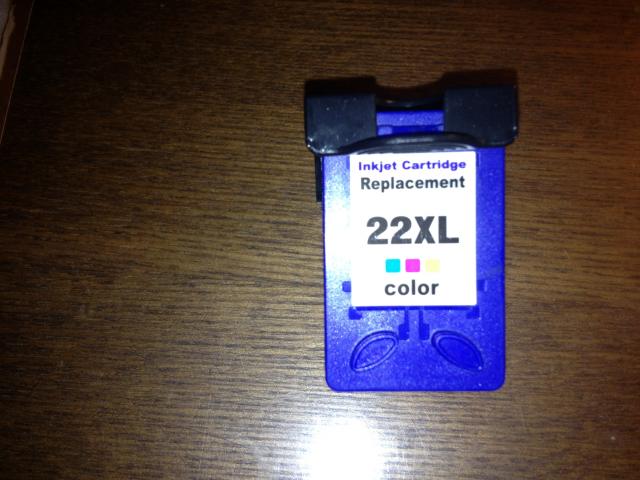 Inkjet Cartridge
Replacement
22XL
color